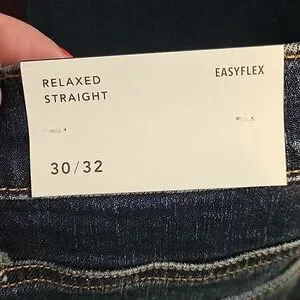 RELAXED
STRAIGHT
EASYFLEX
30/32